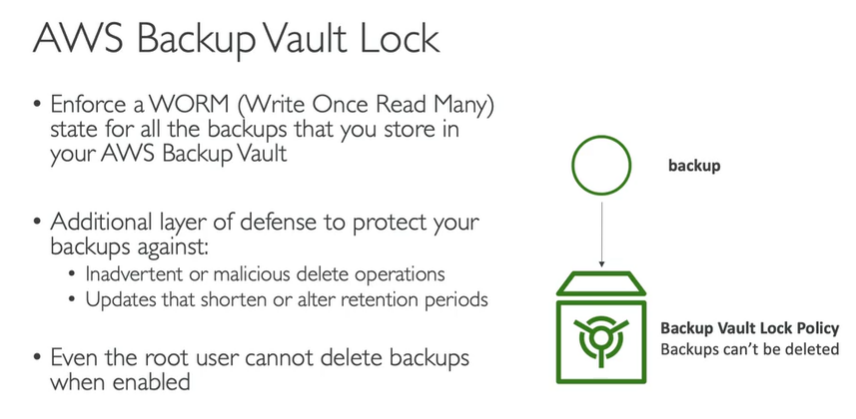 AWS Backup Vault Lock
• Enforce a WORM (Write Once Read Many)
state for all the backups that you store in
your AWS Backup Vault
• Additional layer of defense to protect your
backups against:
• Inadvertent or malicious delete operations
• Updates that shorten or alter retention periods
• Even the root user cannot delete backups
when enabled
backup
Backup Vault Lock Policy
Backups can't be deleted